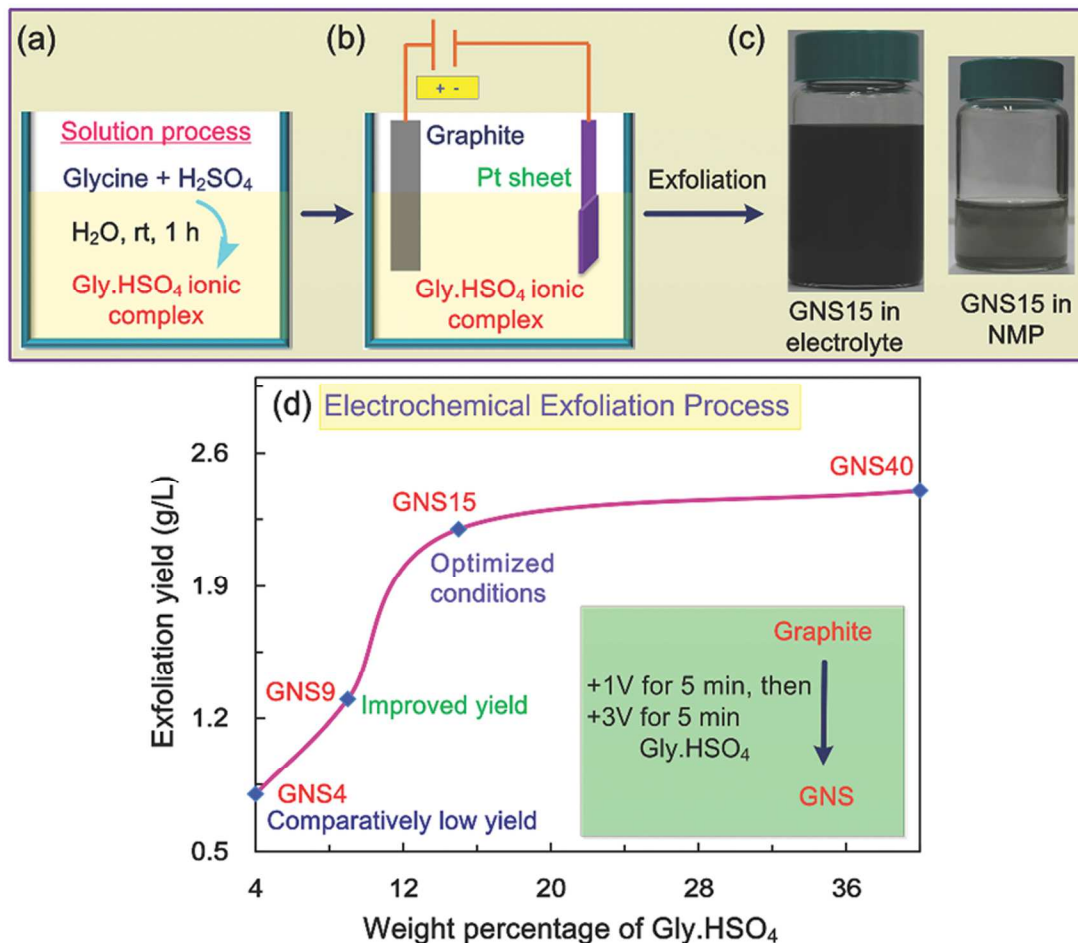 (a)
Solution process
Glycine + H₂SO₄
H₂O, rt, 1 h
Gly.HSO₄ ionic
complex
(b)
+ -
Graphite
Pt sheet
Gly.HSO₄ ionic
complex
Exfoliation
(c)
GNS15 in
electrolyte
GNS15 in
NMP
(d) Electrochemical Exfoliation Process
Exfoliation yield (g/L)
2.6
1.9
1.2
0.5
GNS40
GNS15
Optimized
conditions
GNS9
Improved yield
GNS4
Comparatively low yield
Graphite
+1V for 5 min, then
+3V for 5 min
Gly.HSO₄
GNS
4 12 20 28 36
Weight percentage of Gly.HSO₄